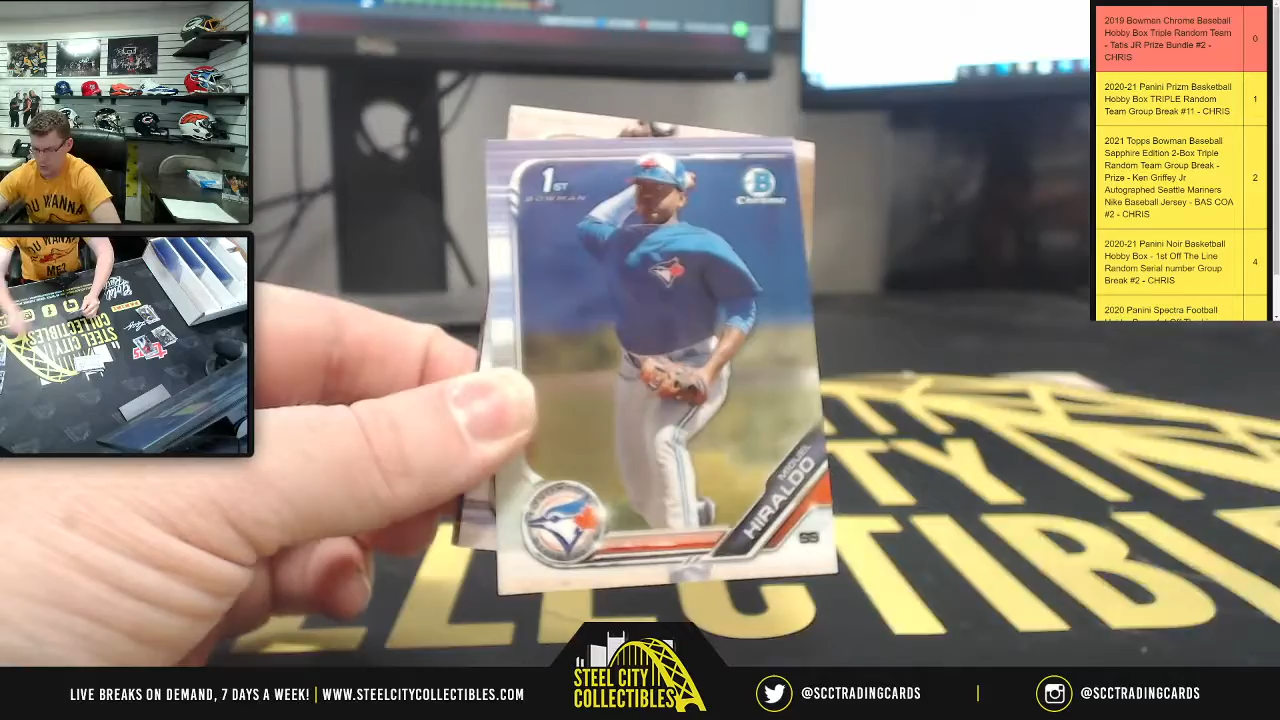 2019 Bowman Chrome Baseball
Hobby Box Triple Random Team
- Tatis JR Prize Bundle #2 -
CHRIS
0
2020-21 Panini Prizm Basketball
Hobby Box TRIPLE Random
Team Group Break #11 - CHRIS
1
2021 Topps Bowman Baseball
Sapphire Edition 2-Box Triple
Random Team Group Break -
Prize - Ken Griffey Jr
Autographed Seattle Mariners
Nike Baseball Jersey - BAS COA
#2 - CHRIS
2
2020-21 Panini Noir Basketball
Hobby Box - 1st Off The Line
Random Serial number Group
Break #2 - CHRIS
4
2020 Panini Spectra Football
1ST
BOWMAN
B
Chrome
MIGUEL
HIRALDO
SS
STEEL CITY
COLLECTIBLES
LIVE BREAKS ON DEMAND, 7 DAYS A WEEK! | WWW.STEELCITYCOLLECTIBLES.COM
STEEL CITY
COLLECTIBLES
@SCCTRADINGCARDS
@SCCTRADINGCARDS